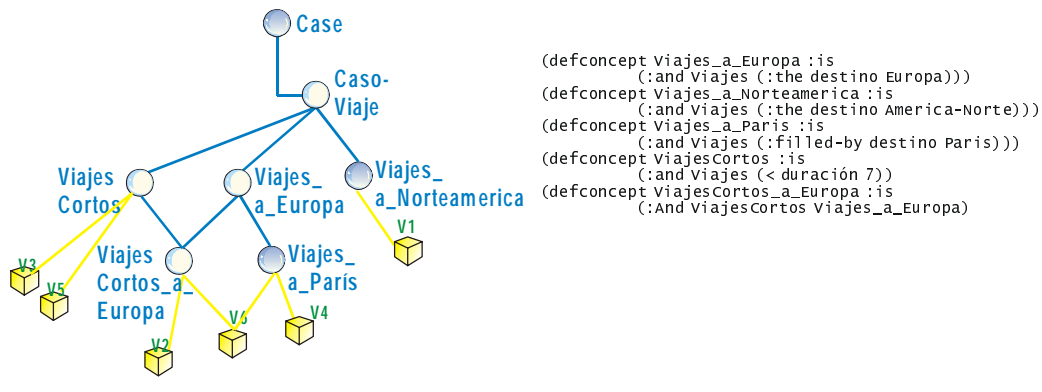 Case
Caso-
Viaje
Viajes
Cortos
Viajes_
a_Europa
Viajes_
a_Norteamerica
V1
V3
V5
Viajes
Cortos_a_
Europa
Viajes_
a_París
V2
V6
V4
(defconcept Viajes_a_Europa :is
(:and Viajes (:the destino Europa)))
(defconcept Viajes_a_Norteamerica :is
(:and Viajes (:the destino America-Norte)))
(defconcept Viajes_a_Paris :is
(:and Viajes (:filled-by destino Paris)))
(defconcept ViajesCortos :is
(:and Viajes (< duración 7))
(defconcept ViajesCortos_a_Europa :is
(:And ViajesCortos Viajes_a_Europa)